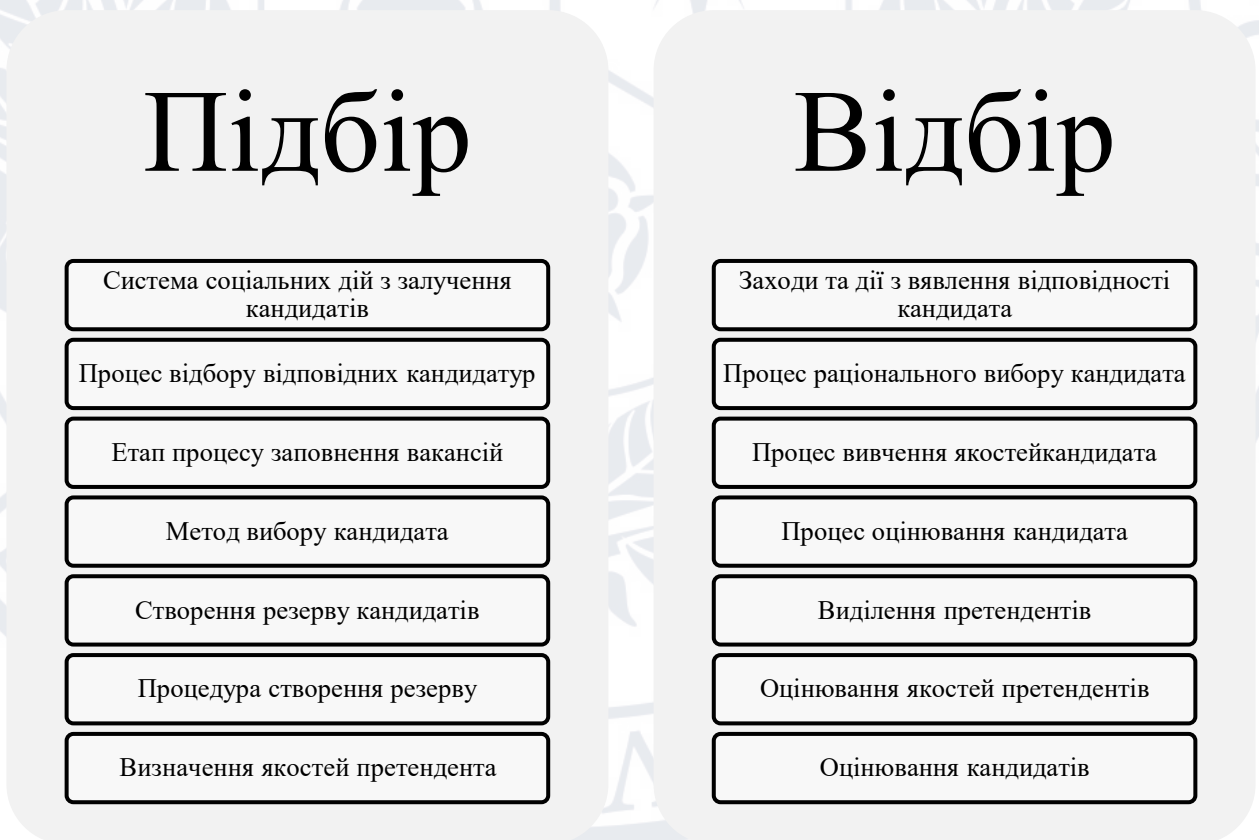 Підбір
Система соціальних дій з залучення
кандидатів
Процес відбору відповідних кандидатур
Етап процесу заповнення вакансій
Метод вибору кандидата
Створення резерву кандидатів
Процедура створення резерву
Визначення якостей претендента
Відбір
Заходи та дії з вявлення відповідності
кандидата
Процес раціонального вибору кандидата
Процес вивчення якостейкандидата
Процес оцінювання кандидата
Виділення претендентів
Оцінювання якостей претендентів
Оцінювання кандидатів